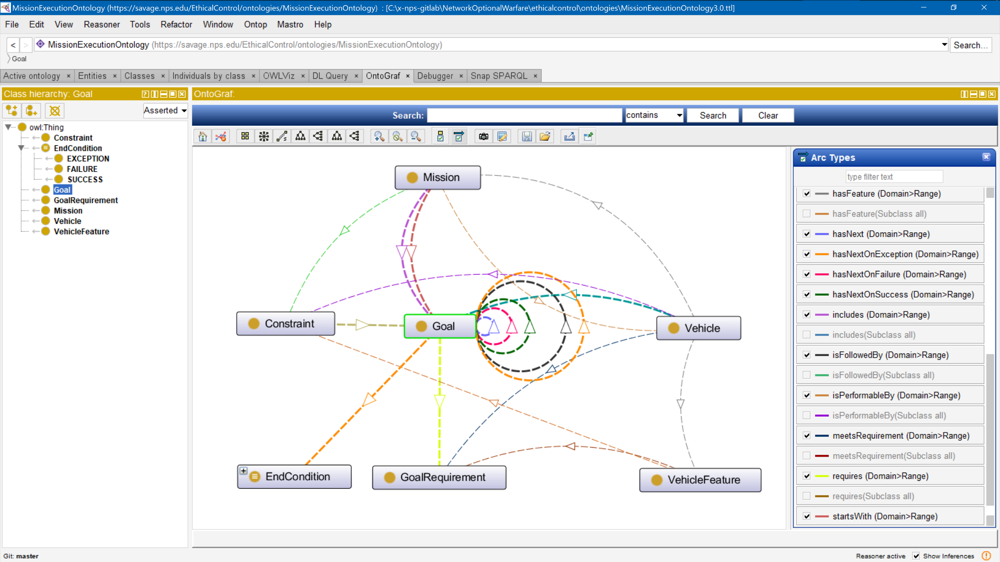 MissionExecutionOntology (https://savage.nps.edu/EthicalControl/ontologies/MissionExecutionOntology) : [C:\x-nps-gitlab\NetworkOptionalWarfare\ethicalcontrol\ontologies\MissionExecutionOntology3.0.ttl]
File Edit View Reasoner Tools Refactor Window Ontop Mastro Help
< > MissionExecutionOntology (https://savage.nps.edu/EthicalControl/ontologies/MissionExecutionOntology) Search...
Goal
Active ontology × Entities × Classes × Individuals by class × OWLViz × DL Query × OntoGraf × Debugger × Snap SPARQL ×
Class hierarchy: Goal
Asserted
owl:Thing
Constraint
EndCondition
EXCEPTION
FAILURE
SUCCESS
Goal
GoalRequirement
Mission
Vehicle
VehicleFeature
OntoGraf:
Search: contains Search Clear
Mission
Constraint
Goal
Vehicle
EndCondition
GoalRequirement
VehicleFeature
Arc Types
type filter text
hasFeature (Domain>Range)
hasFeature(Subclass all)
hasNext (Domain>Range)
hasNextOnException (Domain>Range)
hasNextOnFailure (Domain>Range)
hasNextOnSuccess (Domain>Range)
includes (Domain>Range)
includes(Subclass all)
isFollowedBy (Domain>Range)
isFollowedBy(Subclass all)
isPerformableBy (Domain>Range)
isPerformableBy(Subclass all)
meetsRequirement (Domain>Range)
meetsRequirement(Subclass all)
requires (Domain>Range)
requires(Subclass all)
startsWith (Domain>Range)
Git: master
Reasoner active Show Inferences